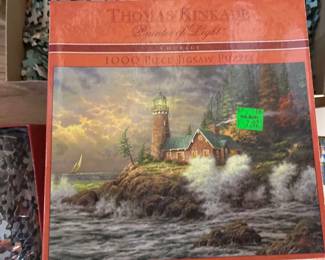 THOMAS KINKADE
Painter of Light
COURAGE
1000 PIECE JIGSAW PUZZLE